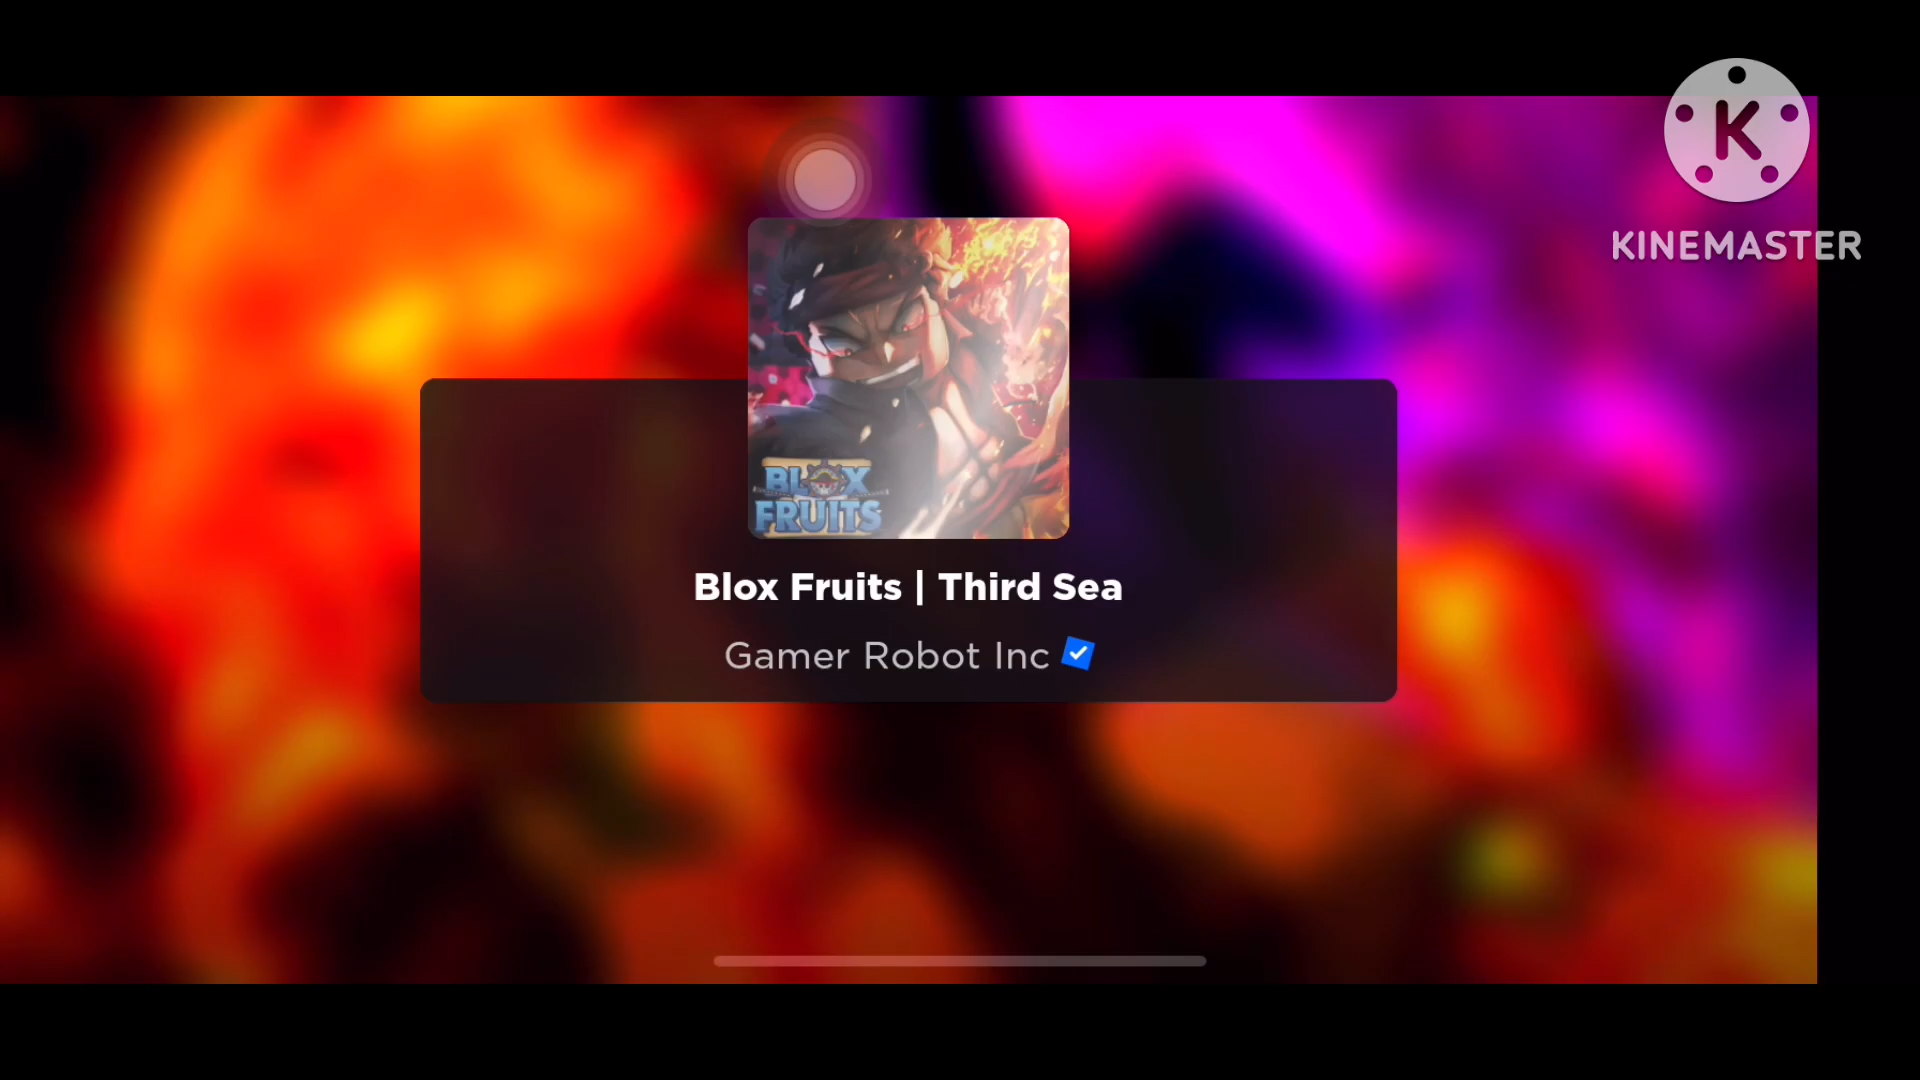 K
KINEMASTER
BLOX
FRUITS
Blox Fruits | Third Sea
Gamer Robot Inc